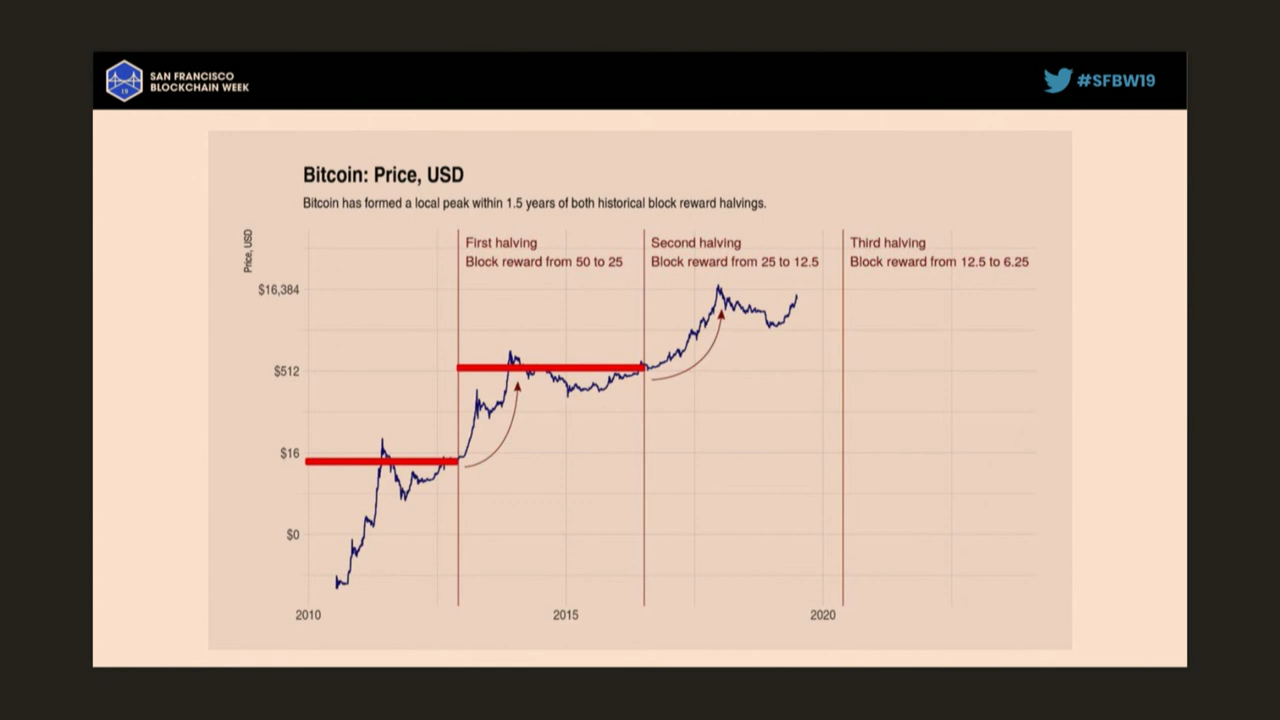 SAN FRANCISCO
BLOCKCHAIN WEEK
19
#SFBW19
Bitcoin: Price, USD
Bitcoin has formed a local peak within 1.5 years of both historical block reward halvings.
Price, USD
First halving
Block reward from 50 to 25
Second halving
Block reward from 25 to 12.5
Third halving
Block reward from 12.5 to 6.25
$16,384
$512
$16
$0
2010
2015
2020